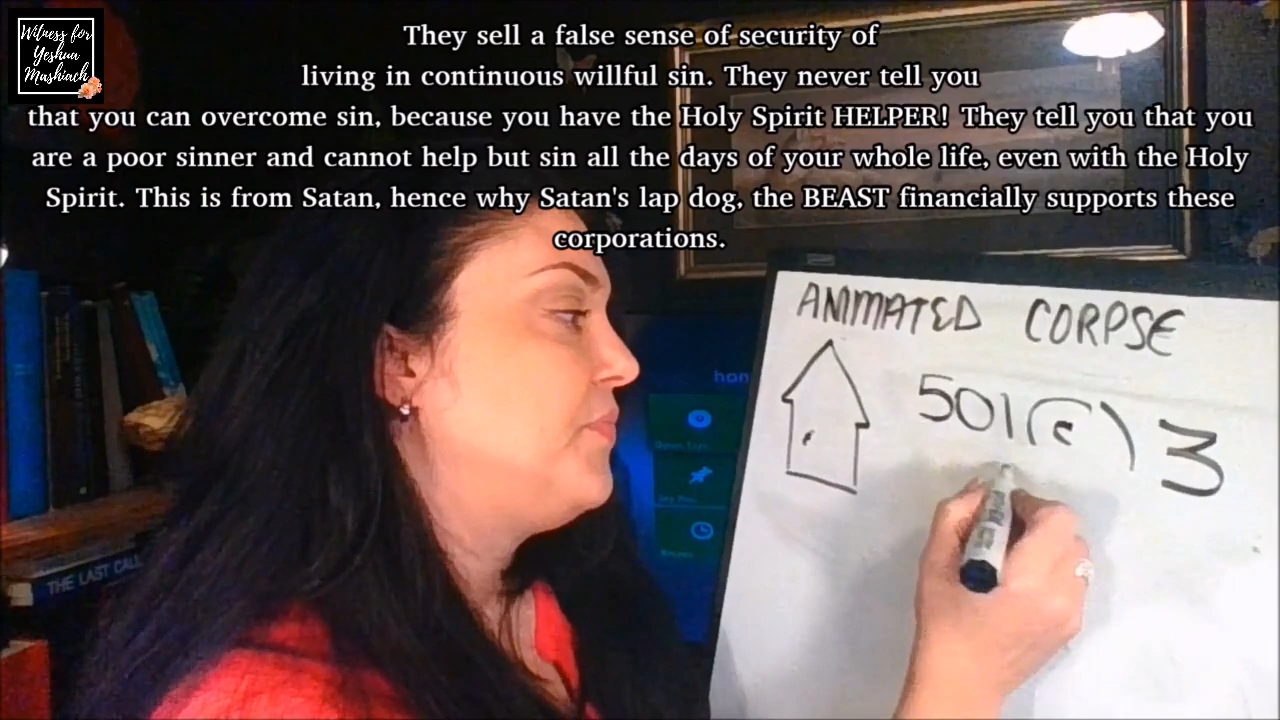 Witness for
Yeshua
Mashiach
They sell a false sense of security of
living in continuous willful sin. They never tell you
that you can overcome sin, because you have the Holy Spirit HELPER! They tell you that you
are a poor sinner and cannot help but sin all the days of your whole life, even with the Holy
Spirit. This is from Satan, hence why Satan's lap dog, the BEAST financially supports these
corporations.
ANIMATED CORPSE
501(c)3
hom
THE LAST CALL